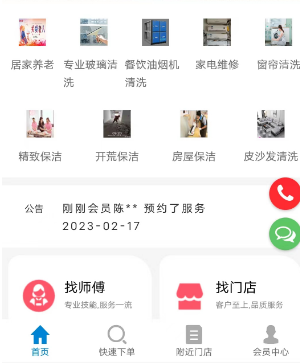 居家养老 专业玻璃清洗 餐饮油烟机清洗 家电维修 窗帘清洗
精致保洁 开荒保洁 房屋保洁 皮沙发清洗
公告 刚刚会员陈** 预约了服务
2023-02-17
找师傅 找门店
专业技能,服务一流 客户至上,品质服务
首页 快速下单 附近门店 会员中心